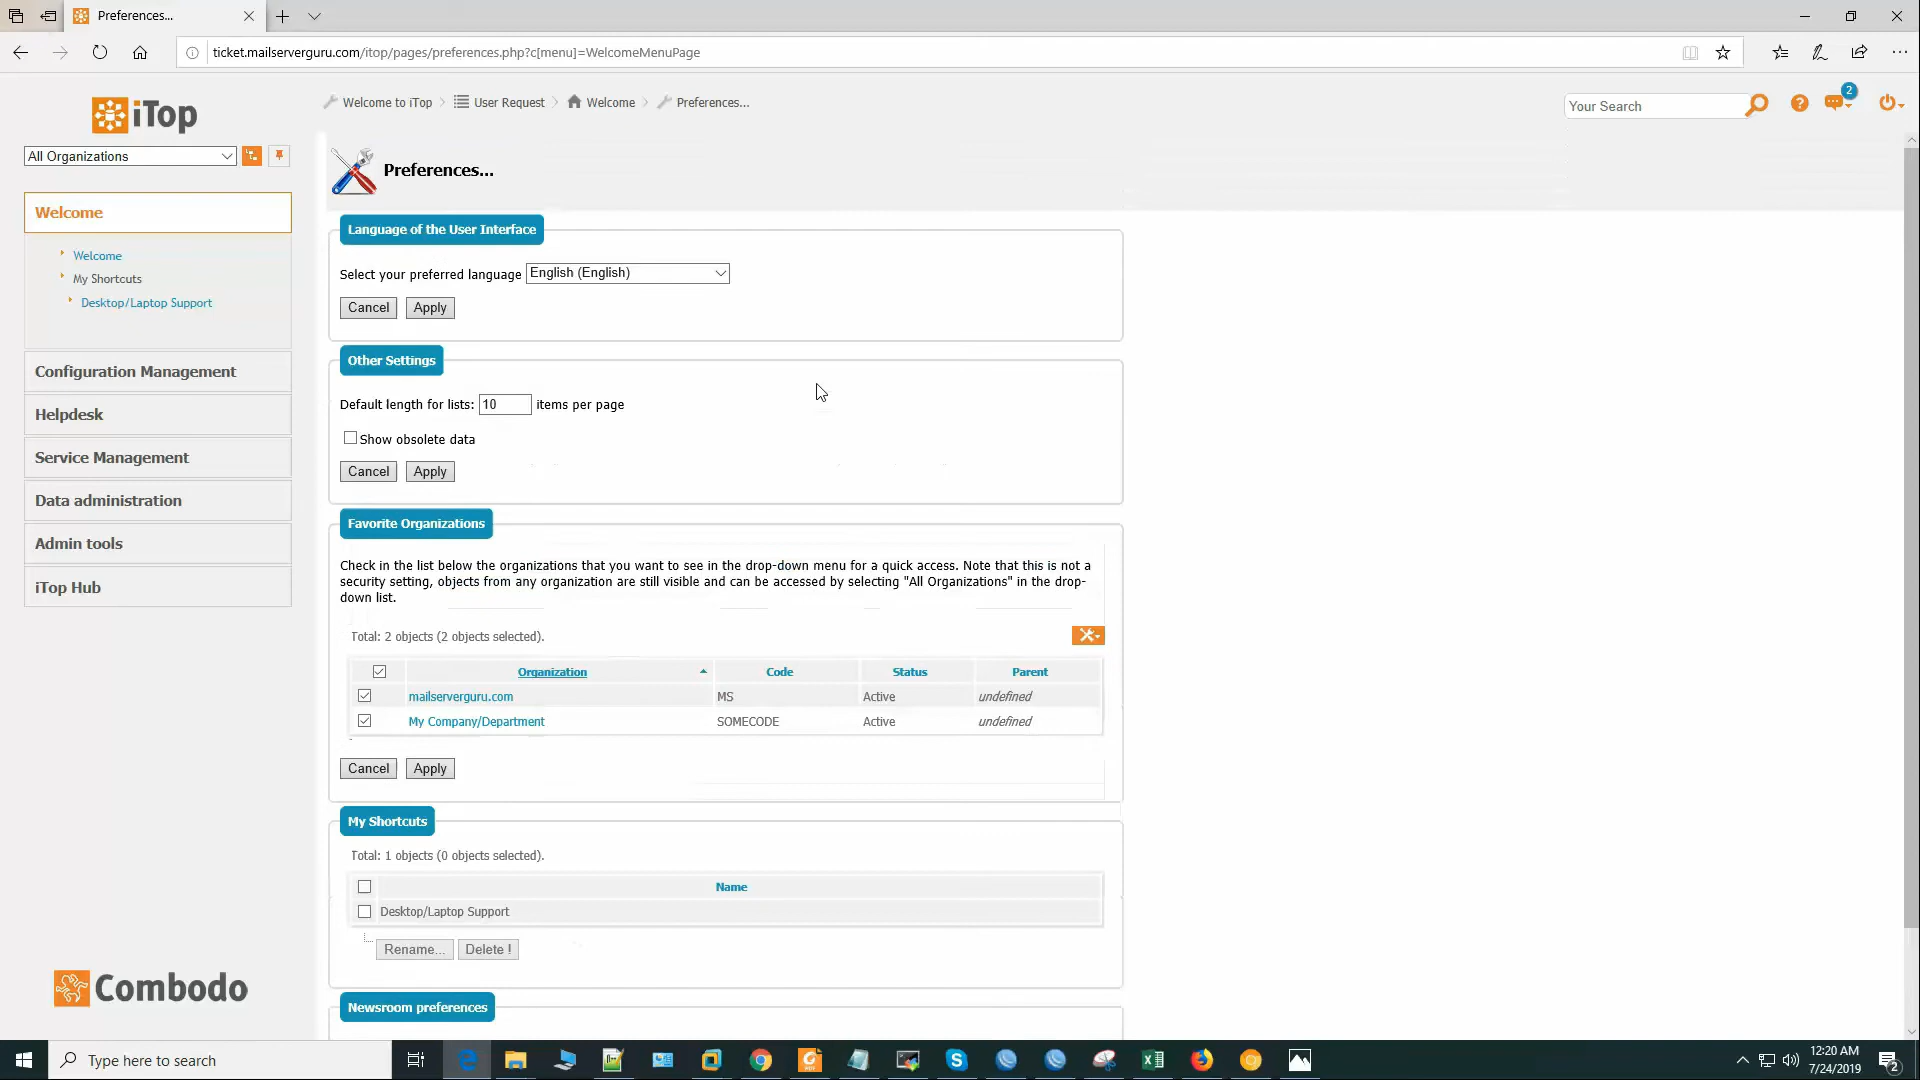 Preferences...
ticket.mailserverguru.com/itop/pages/preferences.php?c[menu]=WelcomeMenuPage
iTop
Welcome to iTop
User Request
Welcome
Preferences...
Your Search
2
All Organizations
Preferences...
Welcome
Welcome
My Shortcuts
Desktop/Laptop Support
Configuration Management
Helpdesk
Service Management
Data administration
Admin tools
iTop Hub
Combodo
Language of the User Interface
Select your preferred language English (English)
Cancel Apply
Other Settings
Default length for lists: 10 items per page
Show obsolete data
Cancel Apply
Favorite Organizations
Check in the list below the organizations that you want to see in the drop-down menu for a quick access. Note that this is not a
security setting, objects from any organization are still visible and can be accessed by selecting "All Organizations" in the drop-
down list.
Total: 2 objects (2 objects selected).
Organization Code Status Parent
mailserverguru.com MS Active undefined
My Company/Department SOMECODE Active undefined
Cancel Apply
My Shortcuts
Total: 1 objects (0 objects selected).
Name
Desktop/Laptop Support
Rename... Delete !
Newsroom preferences
Type here to search
12:20 AM
7/24/2019
2